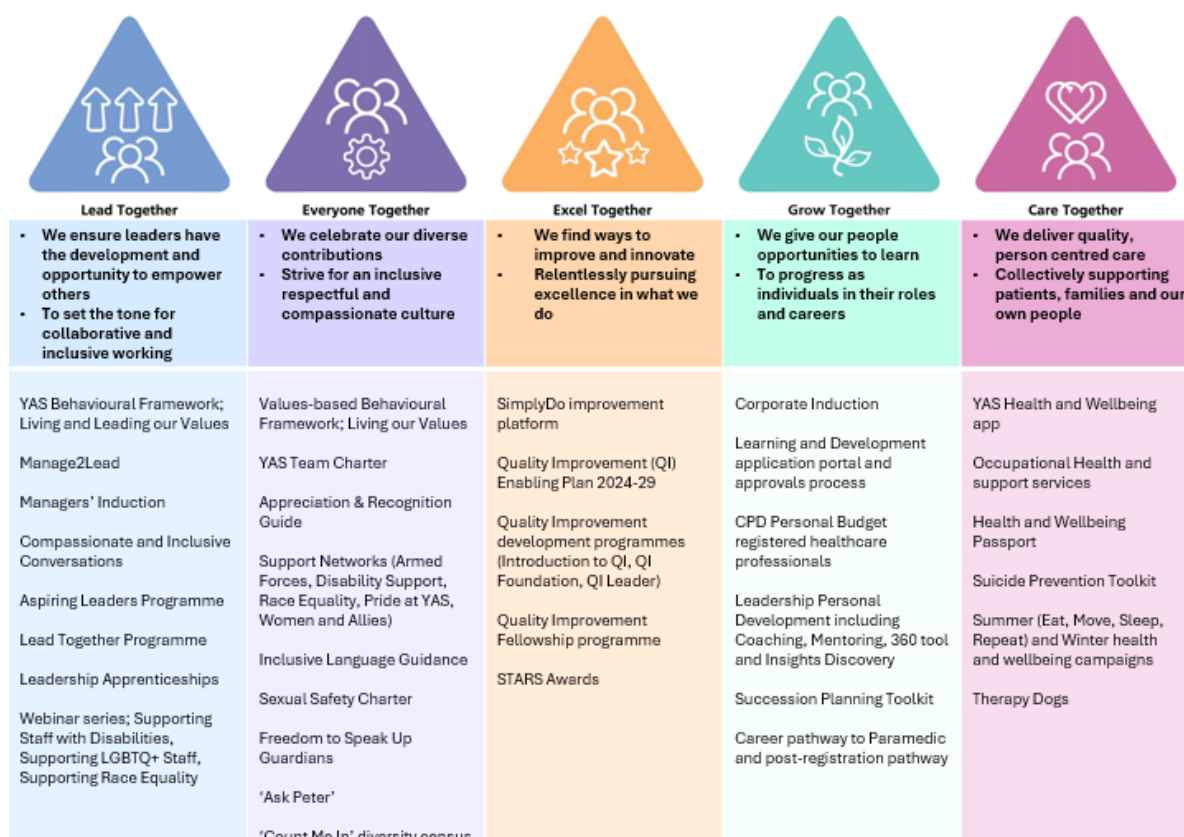 Lead Together
• We ensure leaders have
the development and
opportunity to empower
others
• To set the tone for
collaborative and
inclusive working
YAS Behavioural Framework;
Living and Leading our Values
Manage2Lead
Managers' Induction
Compassionate and Inclusive
Conversations
Aspiring Leaders Programme
Lead Together Programme
Leadership Apprenticeships
Webinar series; Supporting
Staff with Disabilities,
Supporting LGBTQ+ Staff,
Supporting Race Equality
Everyone Together
• We celebrate our diverse
contributions
• Strive for an inclusive
respectful and
compassionate culture
Values-based Behavioural
Framework; Living our Values
YAS Team Charter
Appreciation & Recognition
Guide
Support Networks (Armed
Forces, Disability Support,
Race Equality, Pride at YAS,
Women and Allies)
Inclusive Language Guidance
Sexual Safety Charter
Freedom to Speak Up
Guardians
'Ask Peter'
'Count Me In' diversity census
Excel Together
• We find ways to
improve and innovate
• Relentlessly pursuing
excellence in what we
do
SimplyDo improvement
platform
Quality Improvement (QI)
Enabling Plan 2024-29
Quality Improvement
development programmes
(Introduction to QI, QI
Foundation, QI Leader)
Quality Improvement
Fellowship programme
STARS Awards
Grow Together
• We give our people
opportunities to learn
• To progress as
individuals in their roles
and careers
Corporate Induction
Learning and Development
application portal and
approvals process
CPD Personal Budget
registered healthcare
professionals
Leadership Personal
Development including
Coaching, Mentoring, 360 tool
and Insights Discovery
Succession Planning Toolkit
Career pathway to Paramedic
and post-registration pathway
Care Together
• We deliver quality,
person centred care
• Collectively supporting
patients, families and our
own people
YAS Health and Wellbeing
app
Occupational Health and
support services
Health and Wellbeing
Passport
Suicide Prevention Toolkit
Summer (Eat, Move, Sleep,
Repeat) and Winter health
and wellbeing campaigns
Therapy Dogs